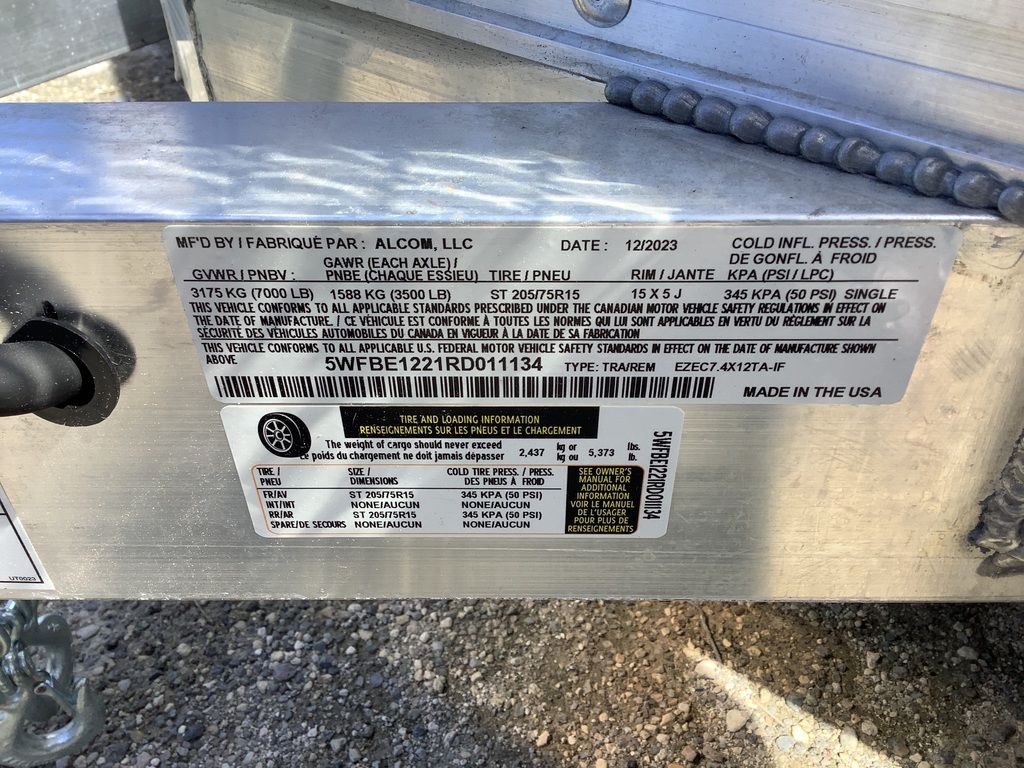 MF'D BY / FABRIQUÉ PAR : ALCOM, LLC DATE : 12/2023 COLD INFL. PRESS. / PRESS.
DE GONFL. À FROID
GVWR / PNBV : GAWR (EACH AXLE) /
PNBE (CHAQUE ESSIEU) TIRE / PNEU RIM / JANTE KPA (PSI / LPC)
3175 KG (7000 LB) 1588 KG (3500 LB) ST 205/75R15 15 X 5 J 345 KPA (50 PSI) SINGLE
THIS VEHICLE CONFORMS TO ALL APPLICABLE STANDARDS PRESCRIBED UNDER THE CANADIAN MOTOR VEHICLE SAFETY REGULATIONS IN EFFECT ON
THE DATE OF MANUFACTURE. / CE VÉHICULE EST CONFORME À TOUTES LES NORMES QUI LUI SONT APPLICABLES EN VERTU DU RÈGLEMENT SUR LA
SÉCURITÉ DES VÉHICULES AUTOMOBILES DU CANADA EN VIGUEUR À LA DATE DE SA FABRICATION
THIS VEHICLE CONFORMS TO ALL APPLICABLE U.S. FEDERAL MOTOR VEHICLE SAFETY STANDARDS IN EFFECT ON THE DATE OF MANUFACTURE SHOWN
ABOVE. 5WFBE1221RD011134 TYPE: TRA/REM EZEC7.4X12TA-IF
MADE IN THE USA
TIRE AND LOADING INFORMATION
RENSEIGNEMENTS SUR LES PNEUS ET LE CHARGEMENT
The weight of cargo should never exceed
Le poids du chargement ne doit jamais dépasser 2,437 kg or
kg ou 5,373 lbs.
lb.
TIRE /
PNEU SIZE /
DIMENSIONS COLD TIRE PRESS. / PRESS.
DES PNEUS À FROID
FR/AV ST 205/75R15 345 KPA (50 PSI)
INT/INT NONE/AUCUN NONE/AUCUN
RR/AR ST 205/75R15 345 KPA (50 PSI)
SPARE/DE SECOURS NONE/AUCUN NONE/AUCUN
SEE OWNER'S
MANUAL FOR
ADDITIONAL
INFORMATION
VOIR LE MANUEL
DE L'USAGER
POUR PLUS DE
RENSEIGNEMENTS
5WFBE1221RD011134
UT0023